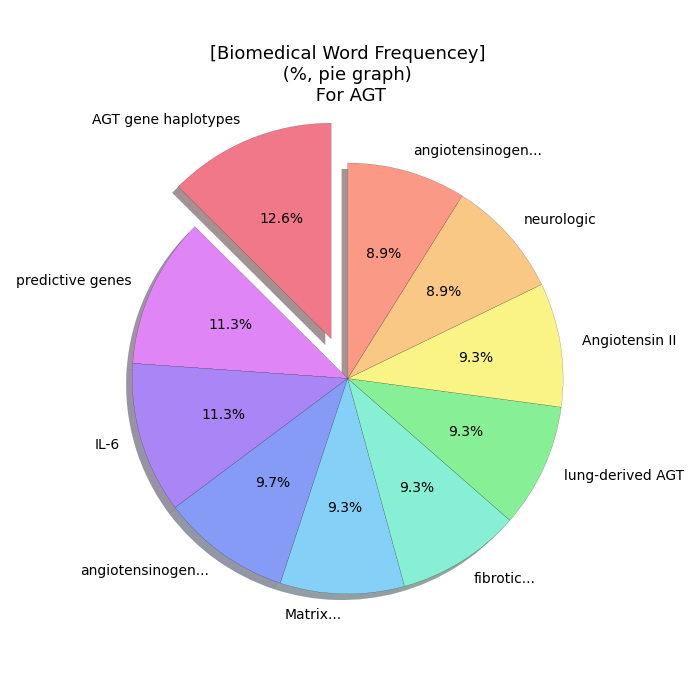 [Biomedical Word Frequencey]
(%, pie graph)
For AGT
AGT gene haplotypes
angiotensinogen...
neurologic
12.6%
8.9%
8.9%
predictive genes
Angiotensin II
11.3%
9.3%
11.3%
9.3%
IL-6
lung-derived AGT
9.7%
9.3%
9.3%
angiotensinogen...
fibrotic...
Matrix...